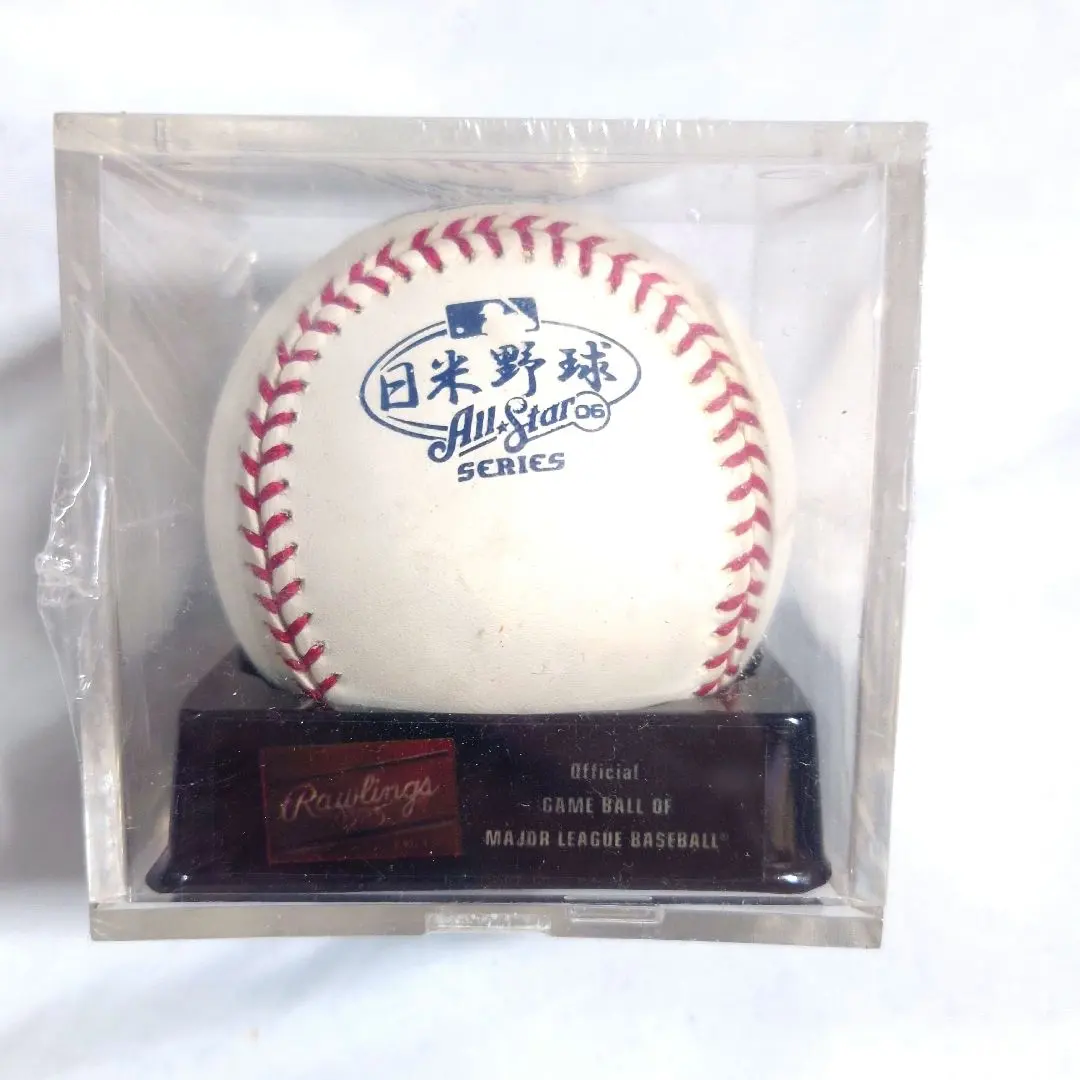 日米野球
All★Star 06
SERIES
Rawlings
Official
GAME BALL OF
MAJOR LEAGUE BASEBALL®